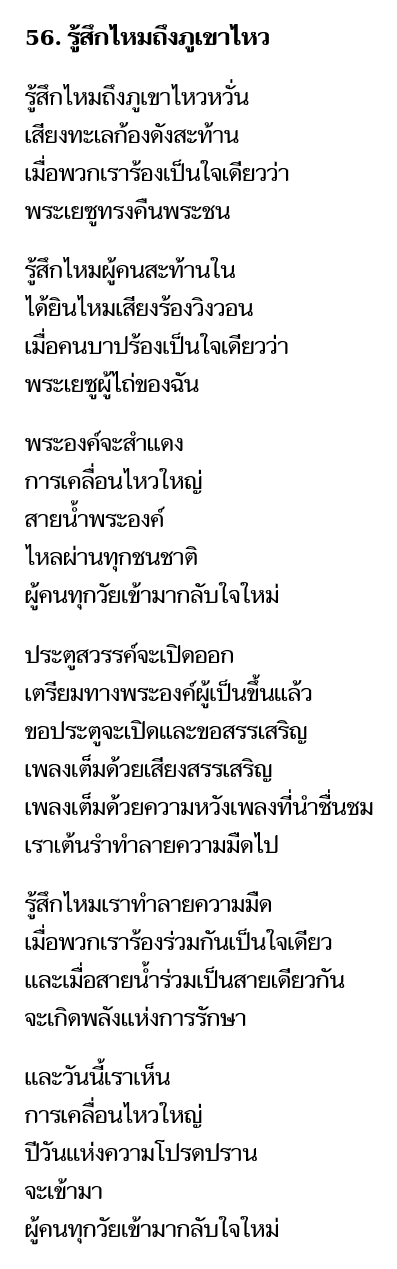 56. รู้สึกไหมถึงภูเขาไหว
รู้สึกไหมถึงภูเขาไหวหวั่น
เสียงทะเลก้องดังสะท้าน
เมื่อพวกเราร้องเป็นใจเดียวว่า
พระเยซูทรงคืนพระชน
รู้สึกไหมผู้คนสะท้านใน
ได้ยินไหมเสียงร้องวิงวอน
เมื่อคนบาปร้องเป็นใจเดียวว่า
พระเยซูผู้ไถ่ของฉัน
พระองค์จะสำแดง
การเคลื่อนไหวใหญ่
สายน้ำพระองค์
ไหลผ่านทุกชนชาติ
ผู้คนทุกวัยเข้ามากลับใจใหม่
ประตูสวรรค์จะเปิดออก
เตรียมทางพระองค์ผู้เป็นขึ้นแล้ว
ขอประตูจะเปิดและขอสรรเสริญ
เพลงเต็มด้วยเสียงสรรเสริญ
เพลงเต็มด้วยความหวังเพลงที่นำชื่นชม
เราเต้นรำทำลายความมืดไป
รู้สึกไหมเราทำลายความมืด
เมื่อพวกเราร้องร่วมกันเป็นใจเดียว
และเมื่อสายน้ำร่วมเป็นสายเดียวกัน
จะเกิดพลังแห่งการรักษา
และวันนี้เราเห็น
การเคลื่อนไหวใหญ่
ปีวันแห่งความโปรดปราน
จะเข้ามา
ผู้คนทุกวัยเข้ามากลับใจใหม่